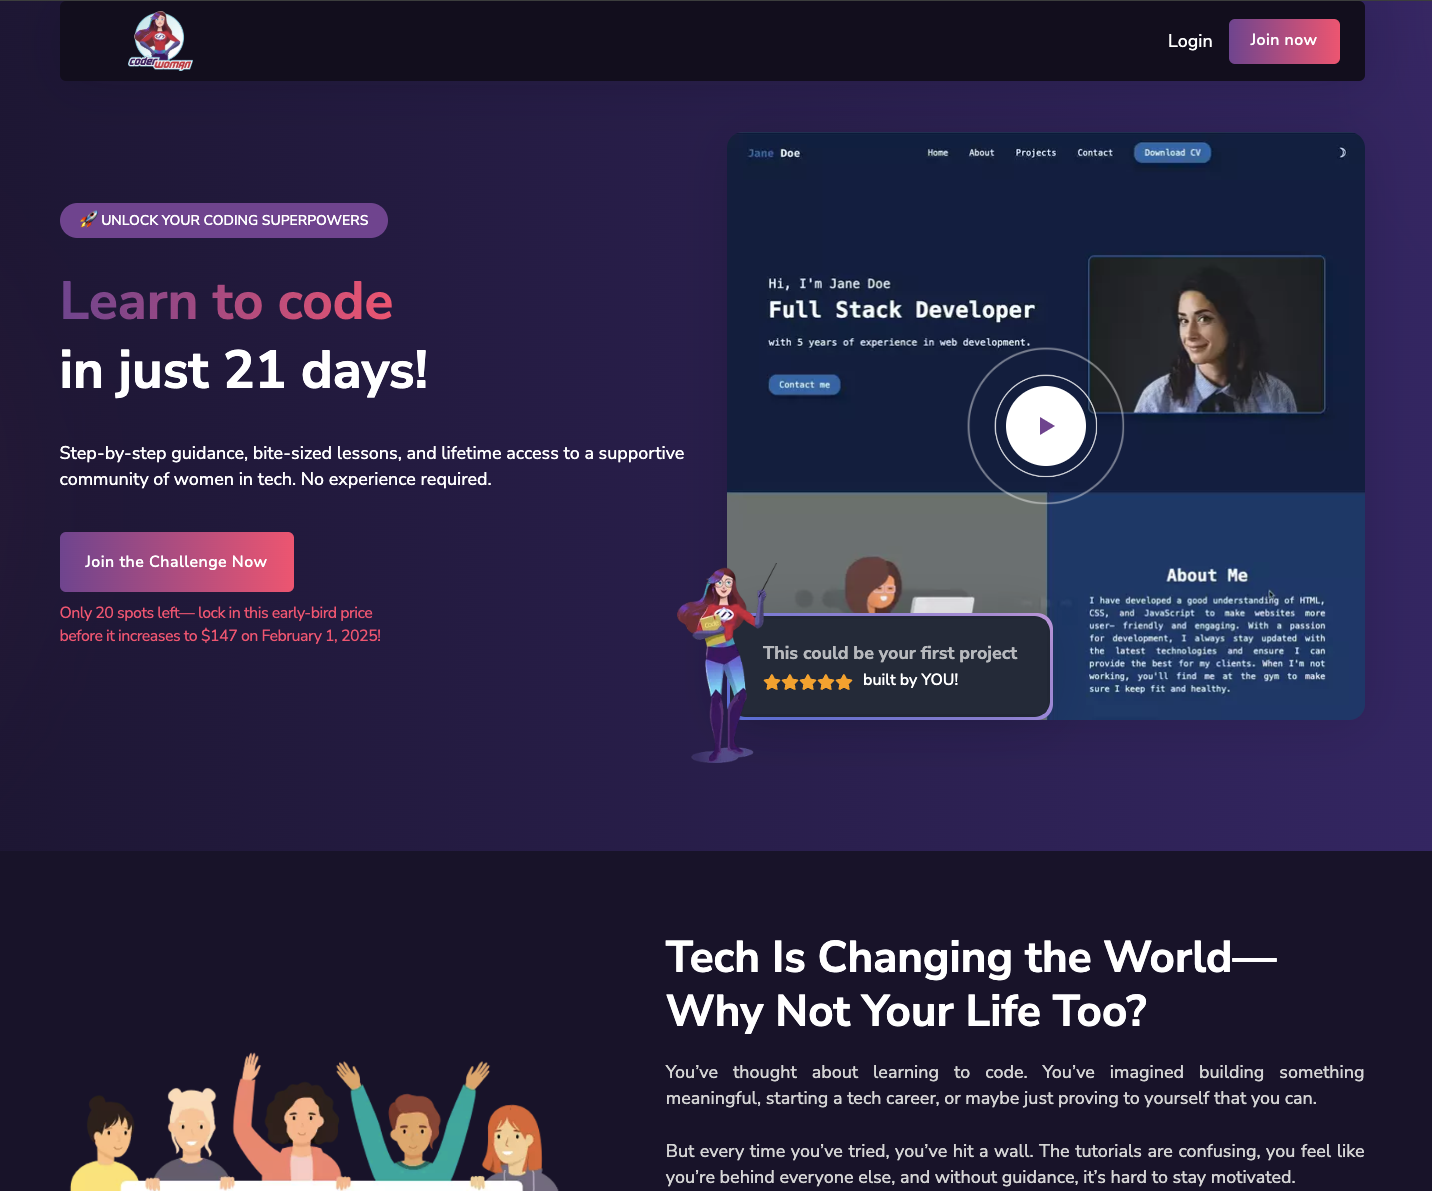 coder woman
Login
Join now
🚀 UNLOCK YOUR CODING SUPERPOWERS
Learn to code
in just 21 days!
Step-by-step guidance, bite-sized lessons, and lifetime access to a supportive
community of women in tech. No experience required.
Join the Challenge Now
Only 20 spots left— lock in this early-bird price
before it increases to $147 on February 1, 2025!
Jane Doe
Home
About
Projects
Contact
Download CV
Hi, I'm Jane Doe
Full Stack Developer
with 5 years of experience in web development.
Contact me
About Me
I have developed a good understanding of HTML,
CSS, and JavaScript to make websites more
user– friendly and engaging. With a passion
for development, I always stay updated with
the latest technologies and ensure I can
provide the best for my clients. When I'm not
working, you'll find me at the gym to make
sure I keep fit and healthy.
This could be your first project
built by YOU!
Tech Is Changing the World—
Why Not Your Life Too?
You’ve thought about learning to code. You’ve imagined building something
meaningful, starting a tech career, or maybe just proving to yourself that you can.
But every time you’ve tried, you’ve hit a wall. The tutorials are confusing, you feel like
you’re behind everyone else, and without guidance, it’s hard to stay motivated.